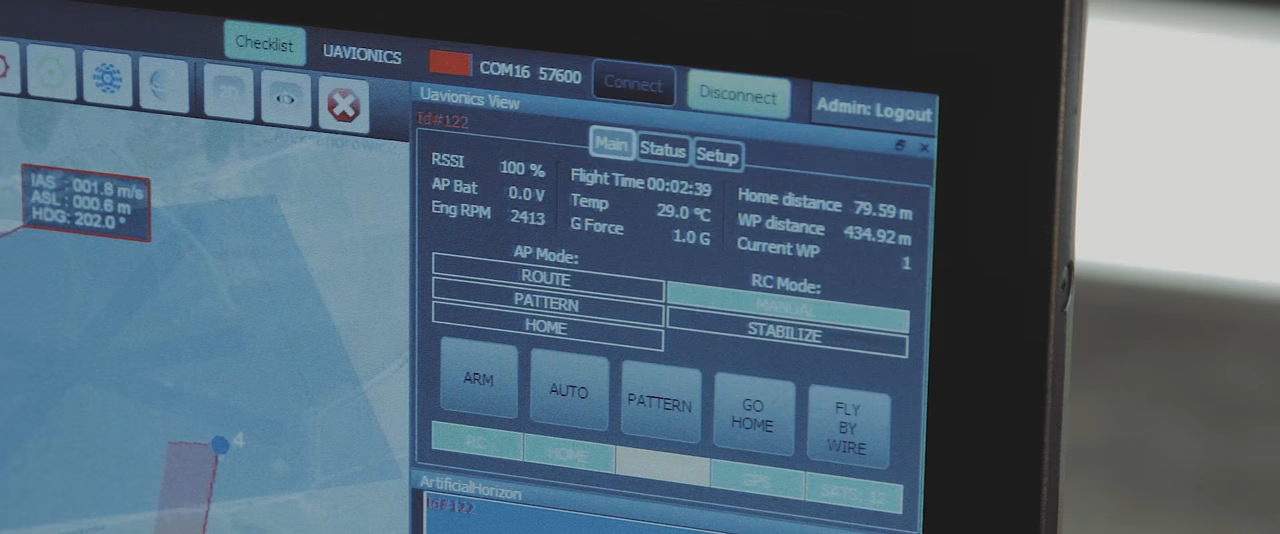 Checklist
UAVIONICS
COM16 57600
Connect
Disconnect
Admin: Logout
2D
IAS : 001.8 m/s
ASL : 000.6 m
HDG: 202.0 °
4
Uavionics View
Id#122
Main
Status
Setup
RSSI 100 %
AP Bat 0.0 V
Eng RPM 2413
Flight Time 00:02:39
Temp 29.0 °C
G Force 1.0 G
Home distance 79.59 m
WP distance 434.92 m
Current WP 1
AP Mode:
ROUTE
PATTERN
HOME
RC Mode:
MANUAL
STABILIZE
ARM
AUTO
PATTERN
GO
HOME
FLY
BY
WIRE
RC
HOME
GPS
SATS: 12
ArtificialHorizon
Id#122